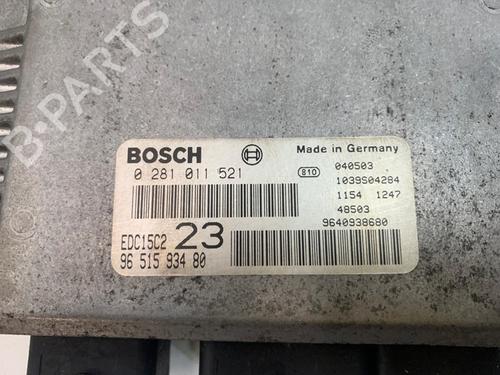 B-PARTS
BOSCH
Made in Germany
0 281 011 521
810
040503
1039S04284
1154 1247
48503
9640938680
EDC15C2 23
96 515 934 80